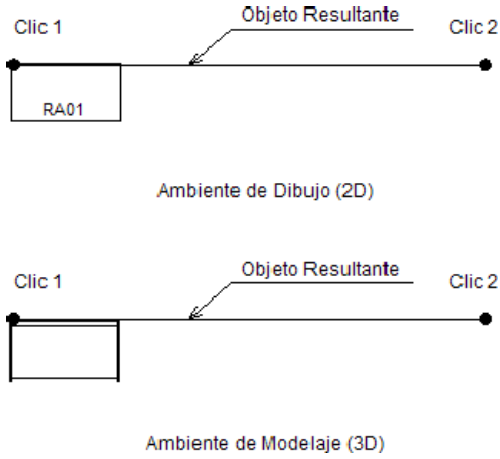 Objeto Resultante
Clic 1
Clic 2
RA01
Ambiente de Dibujo (2D)
Objeto Resultante
Clic 1
Clic 2
Ambiente de Modelaje (3D)